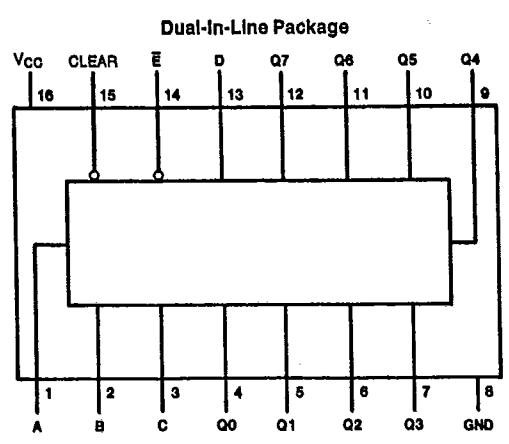 Dual-In-Line Package
VCC CLEAR E̅ D Q7 Q6 Q5 Q4
16 15 14 13 12 11 10 9
1 2 3 4 5 6 7 8
A B C Q0 Q1 Q2 Q3 GND